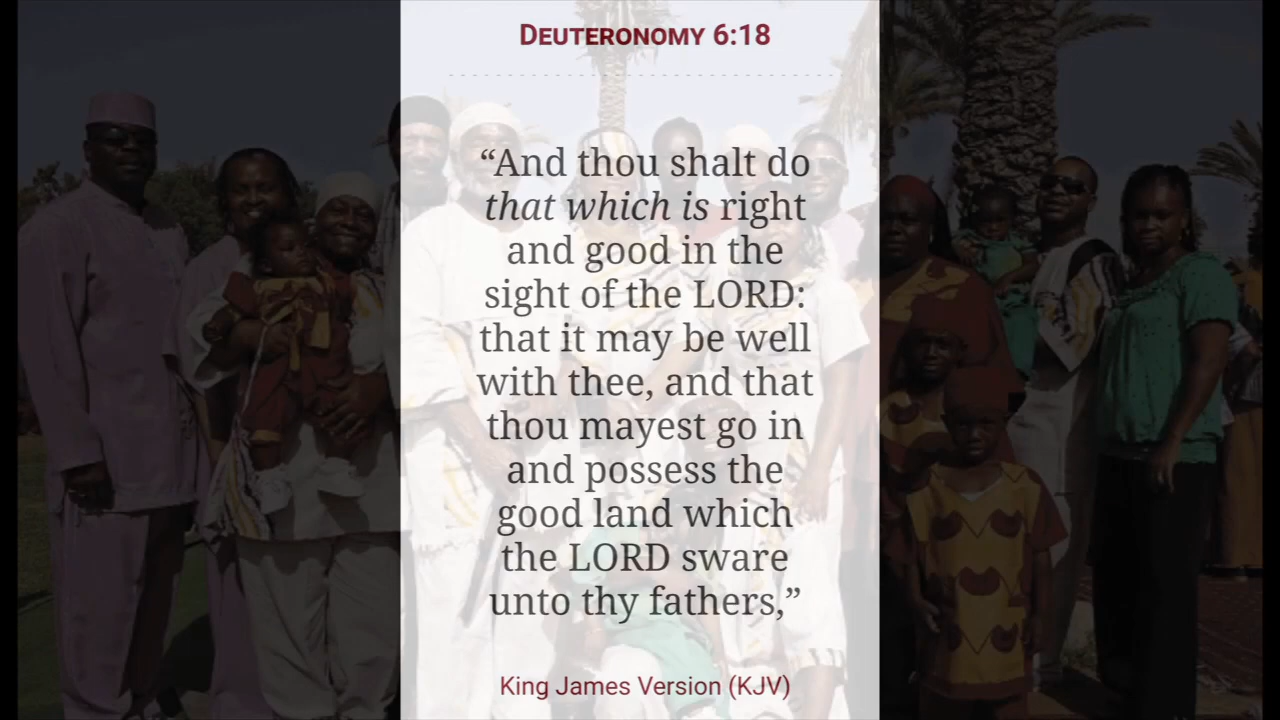 DEUTERONOMY 6:18
“And thou shalt do
that which is right
and good in the
sight of the LORD:
that it may be well
with thee, and that
thou mayest go in
and possess the
good land which
the LORD sware
unto thy fathers,”
King James Version (KJV)